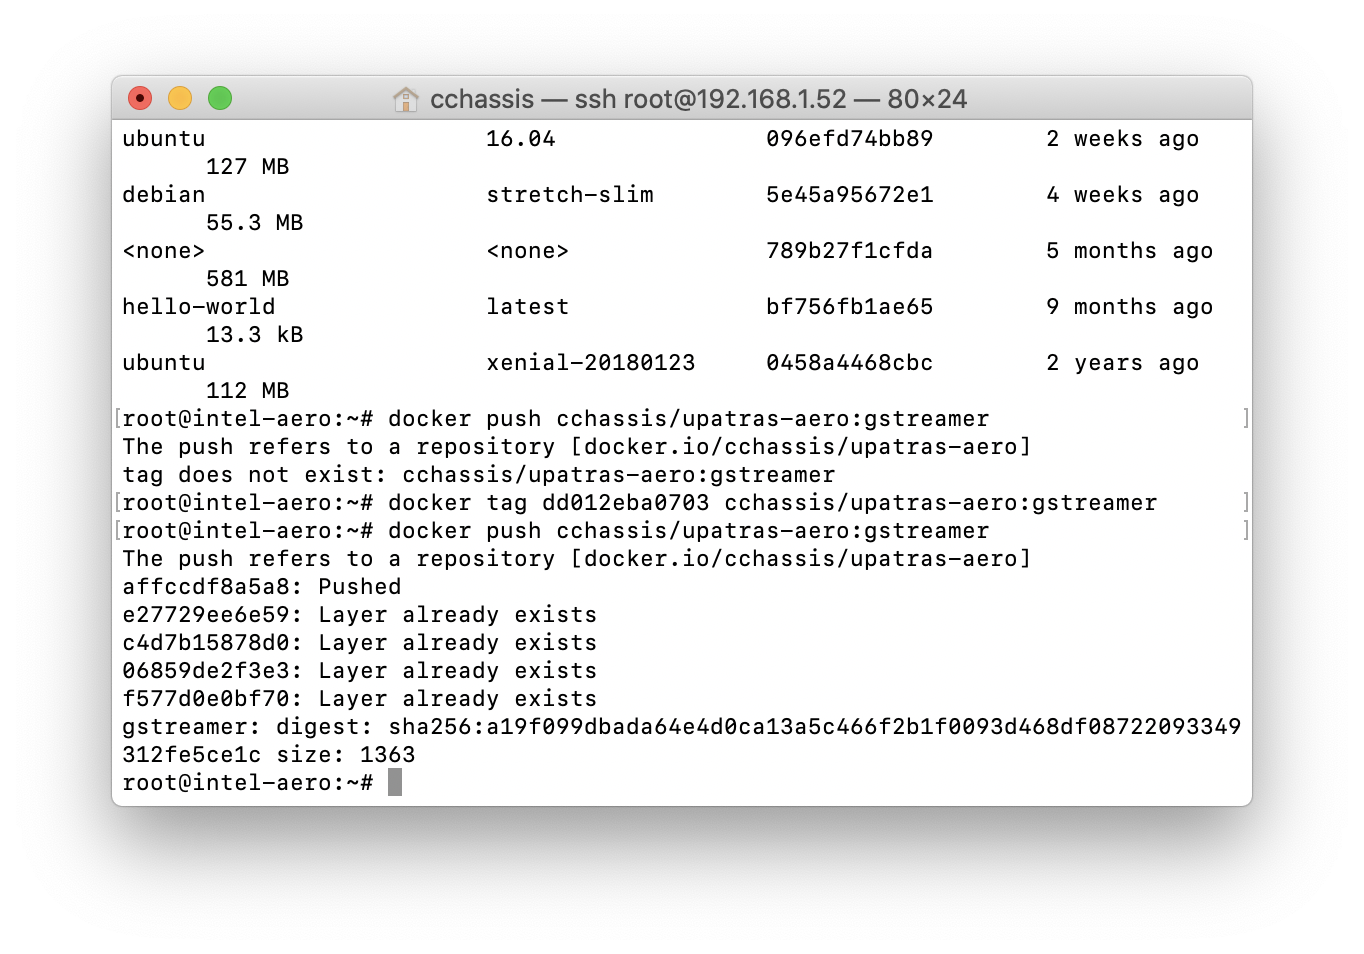 cchassis — ssh root@192.168.1.52 — 80×24
ubuntu 16.04 096efd74bb89 2 weeks ago
127 MB
debian stretch-slim 5e45a95672e1 4 weeks ago
55.3 MB
<none> <none> 789b27f1cfda 5 months ago
581 MB
hello-world latest bf756fb1ae65 9 months ago
13.3 kB
ubuntu xenial-20180123 0458a4468cbc 2 years ago
112 MB
[root@intel-aero:~# docker push cchassis/upatras-aero:gstreamer ]
The push refers to a repository [docker.io/cchassis/upatras-aero]
tag does not exist: cchassis/upatras-aero:gstreamer
[root@intel-aero:~# docker tag dd012eba0703 cchassis/upatras-aero:gstreamer ]
[root@intel-aero:~# docker push cchassis/upatras-aero:gstreamer ]
The push refers to a repository [docker.io/cchassis/upatras-aero]
affccdf8a5a8: Pushed
e27729ee6e59: Layer already exists
c4d7b15878d0: Layer already exists
06859de2f3e3: Layer already exists
f577d0e0bf70: Layer already exists
gstreamer: digest: sha256:a19f099dbada64e4d0ca13a5c466f2b1f0093d468df08722093349
312fe5ce1c size: 1363
root@intel-aero:~#